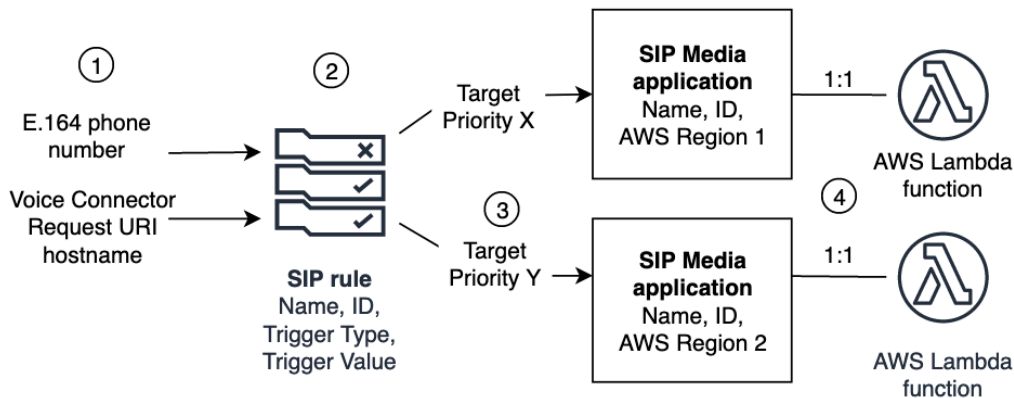 1
E.164 phone
number
Voice Connector
Request URI
hostname
2
SIP rule
Name, ID,
Trigger Type,
Trigger Value
Target
Priority X
3
Target
Priority Y
SIP Media
application
Name, ID,
AWS Region 1
SIP Media
application
Name, ID,
AWS Region 2
1:1
4
1:1
AWS Lambda
function
AWS Lambda
function